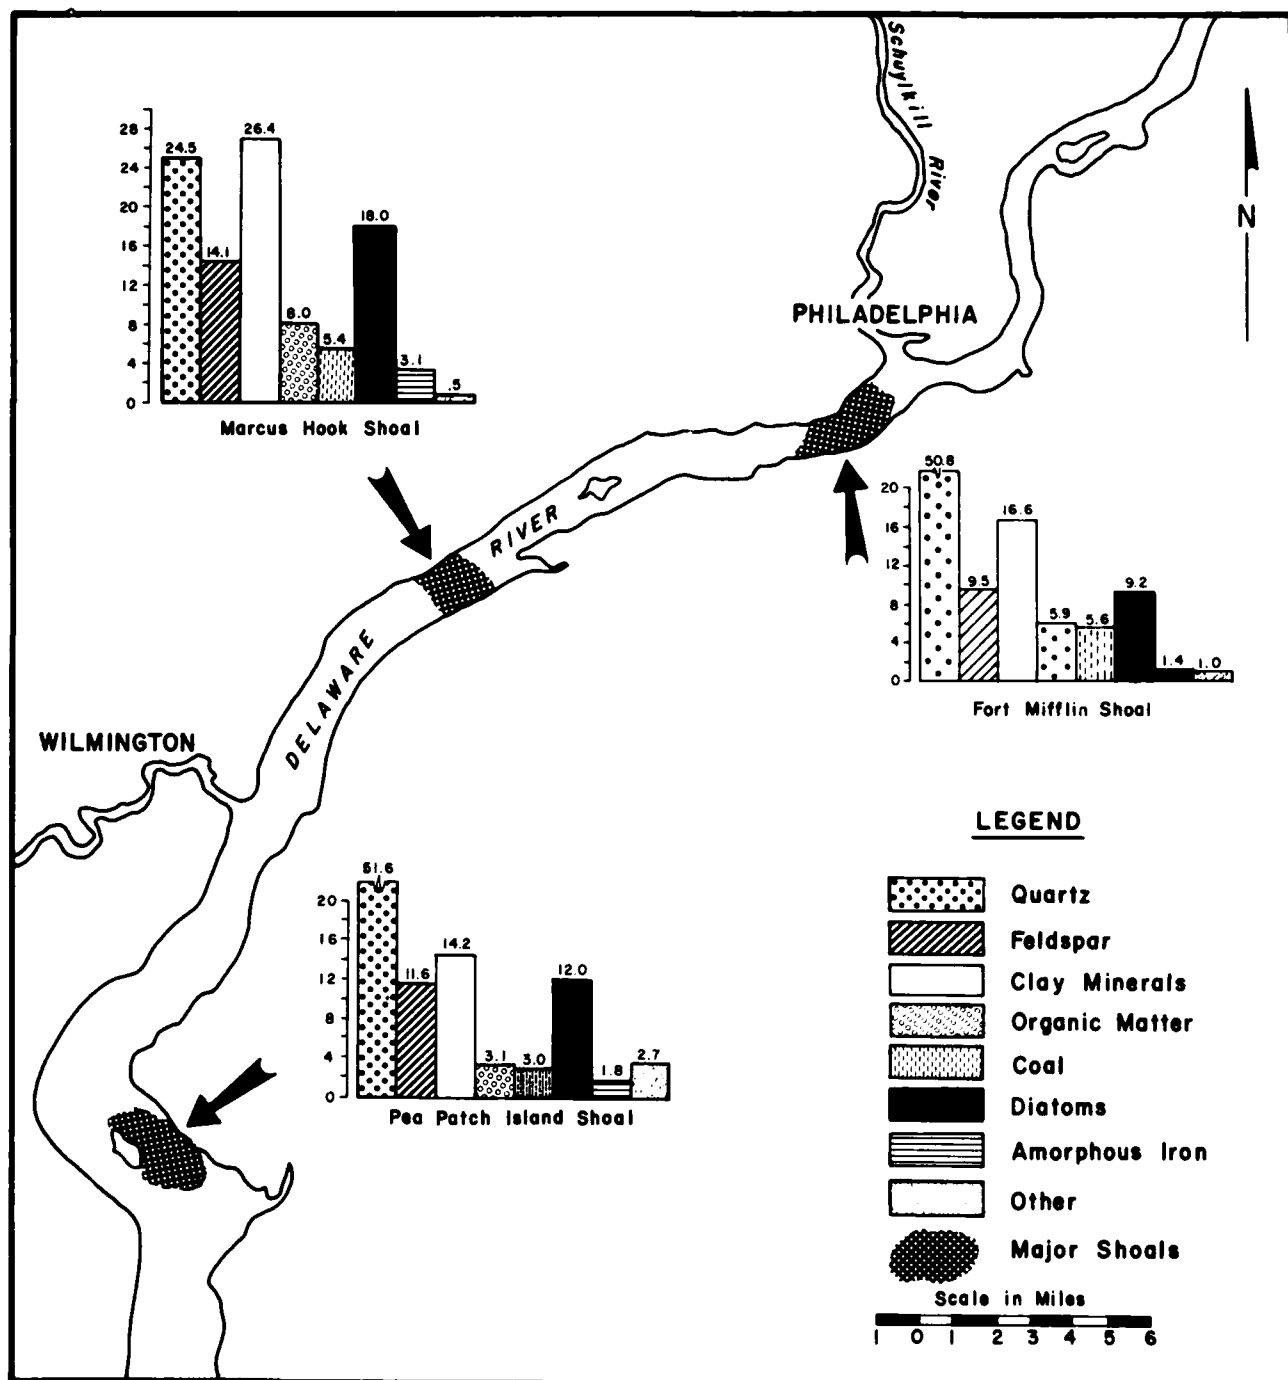 Schuylkill
River
N
PHILADELPHIA
28
24
20
16
12
8
4
0
24.5
14.1
26.4
8.0
5.4
18.0
3.1
.5
Marcus Hook Shoal
20
12
8
4
0
50.8
9.5
16.6
5.9
5.6
9.2
1.4
1.0
Fort Mifflin Shoal
DELAWARE RIVER
WILMINGTON
20
16
12
8
4
0
51.6
11.6
14.2
3.1
3.0
12.0
1.8
2.7
Pea Patch Island Shoal
LEGEND
Quartz
Feldspar
Clay Minerals
Organic Matter
Coal
Diatoms
Amorphous Iron
Other
Major Shoals
Scale in Miles
1 0 1 2 3 4 5 6